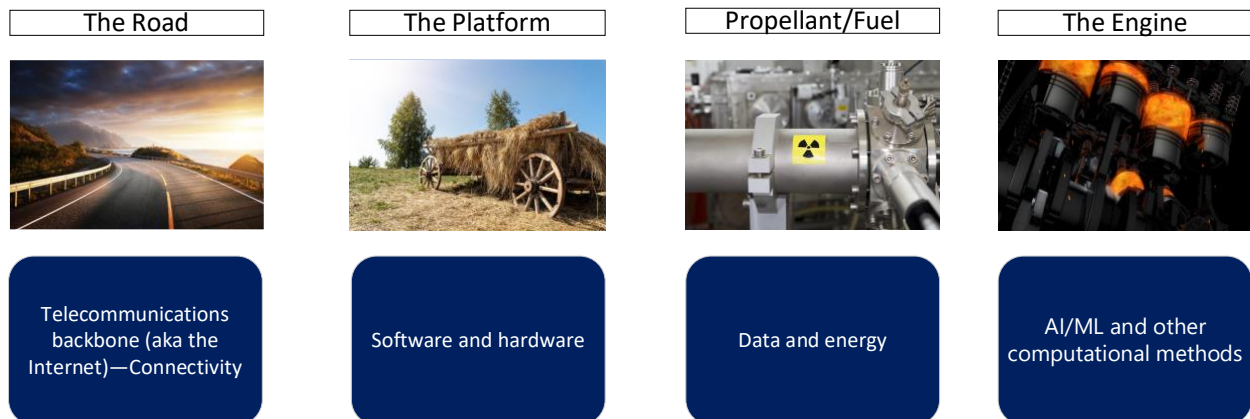 The Road
The Platform
Propellant/Fuel
The Engine
Telecommunications
backbone (aka the
Internet)—Connectivity
Software and hardware
Data and energy
AI/ML and other
computational methods